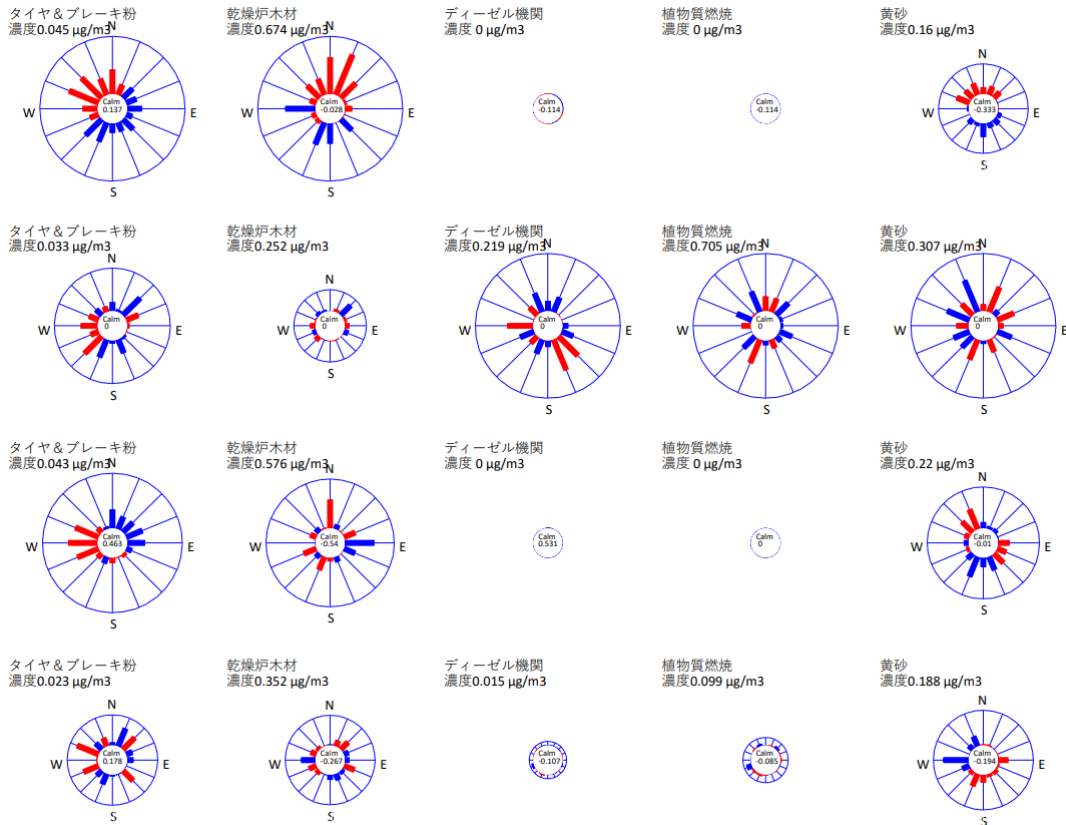 タイヤ＆ブレーキ粉
濃度0.045 µg/m3
N
W
E
S
Calm
0.137
乾燥炉木材
濃度0.674 µg/m3
N
W
E
S
Calm
-0.028
ディーゼル機関
濃度 0 µg/m3
Calm
-0.114
植物質燃焼
濃度 0 µg/m3
Calm
-0.114
黄砂
濃度0.16 µg/m3
N
W
E
S
Calm
-0.333
タイヤ＆ブレーキ粉
濃度0.033 µg/m3
N
W
E
S
Calm
0
乾燥炉木材
濃度0.252 µg/m3
N
W
E
S
Calm
0
ディーゼル機関
濃度0.219 µg/m3
N
W
E
S
Calm
0
植物質燃焼
濃度0.705 µg/m3
N
W
E
S
Calm
0
黄砂
濃度0.307 µg/m3
N
W
E
S
Calm
0
タイヤ＆ブレーキ粉
濃度0.043 µg/m3
N
W
E
S
Calm
0.463
乾燥炉木材
濃度0.576 µg/m3
N
W
E
S
Calm
-0.54
ディーゼル機関
濃度 0 µg/m3
Calm
0.531
植物質燃焼
濃度 0 µg/m3
Calm
0
黄砂
濃度0.22 µg/m3
N
W
E
S
Calm
-0.01
タイヤ＆ブレーキ粉
濃度0.023 µg/m3
N
W
E
S
Calm
0.178
乾燥炉木材
濃度0.352 µg/m3
N
W
E
S
Calm
-0.267
ディーゼル機関
濃度0.015 µg/m3
Calm
-0.107
植物質燃焼
濃度0.099 µg/m3
Calm
-0.085
黄砂
濃度0.188 µg/m3
N
W
E
S
Calm
-0.194